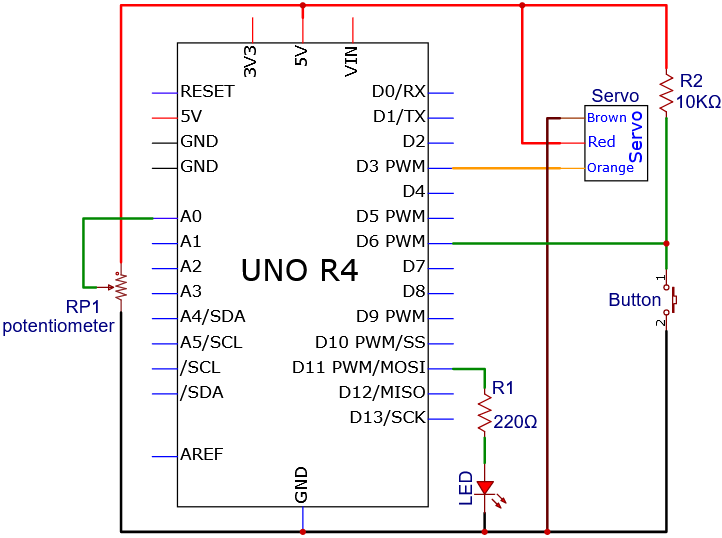 3V3
5V
VIN
RESET
5V
GND
GND
A0
A1
A2
A3
A4/SDA
A5/SCL
/SCL
/SDA
AREF
UNO R4
D0/RX
D1/TX
D2
D3 PWM
D4
D5 PWM
D6 PWM
D7
D8
D9 PWM
D10 PWM/SS
D11 PWM/MOSI
D12/MISO
D13/SCK
GND
RP1
potentiometer
Servo
Brown
Red
Orange
Servo
R2
10KΩ
Button
1
2
R1
220Ω
LED